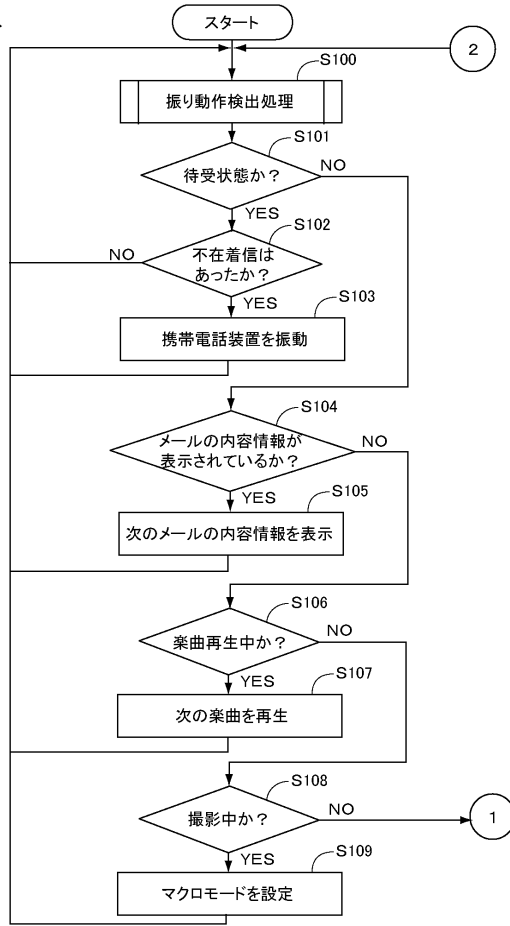 スタート
2
S100
振り動作検出処理
S101
待受状態か？
NO
YES
S102
不在着信は
あったか？
NO
YES
S103
携帯電話装置を振動
S104
メールの内容情報が
表示されているか？
NO
YES
S105
次のメールの内容情報を表示
S106
楽曲再生中か？
NO
YES
S107
次の楽曲を再生
S108
撮影中か？
NO
1
YES
S109
マクロモードを設定